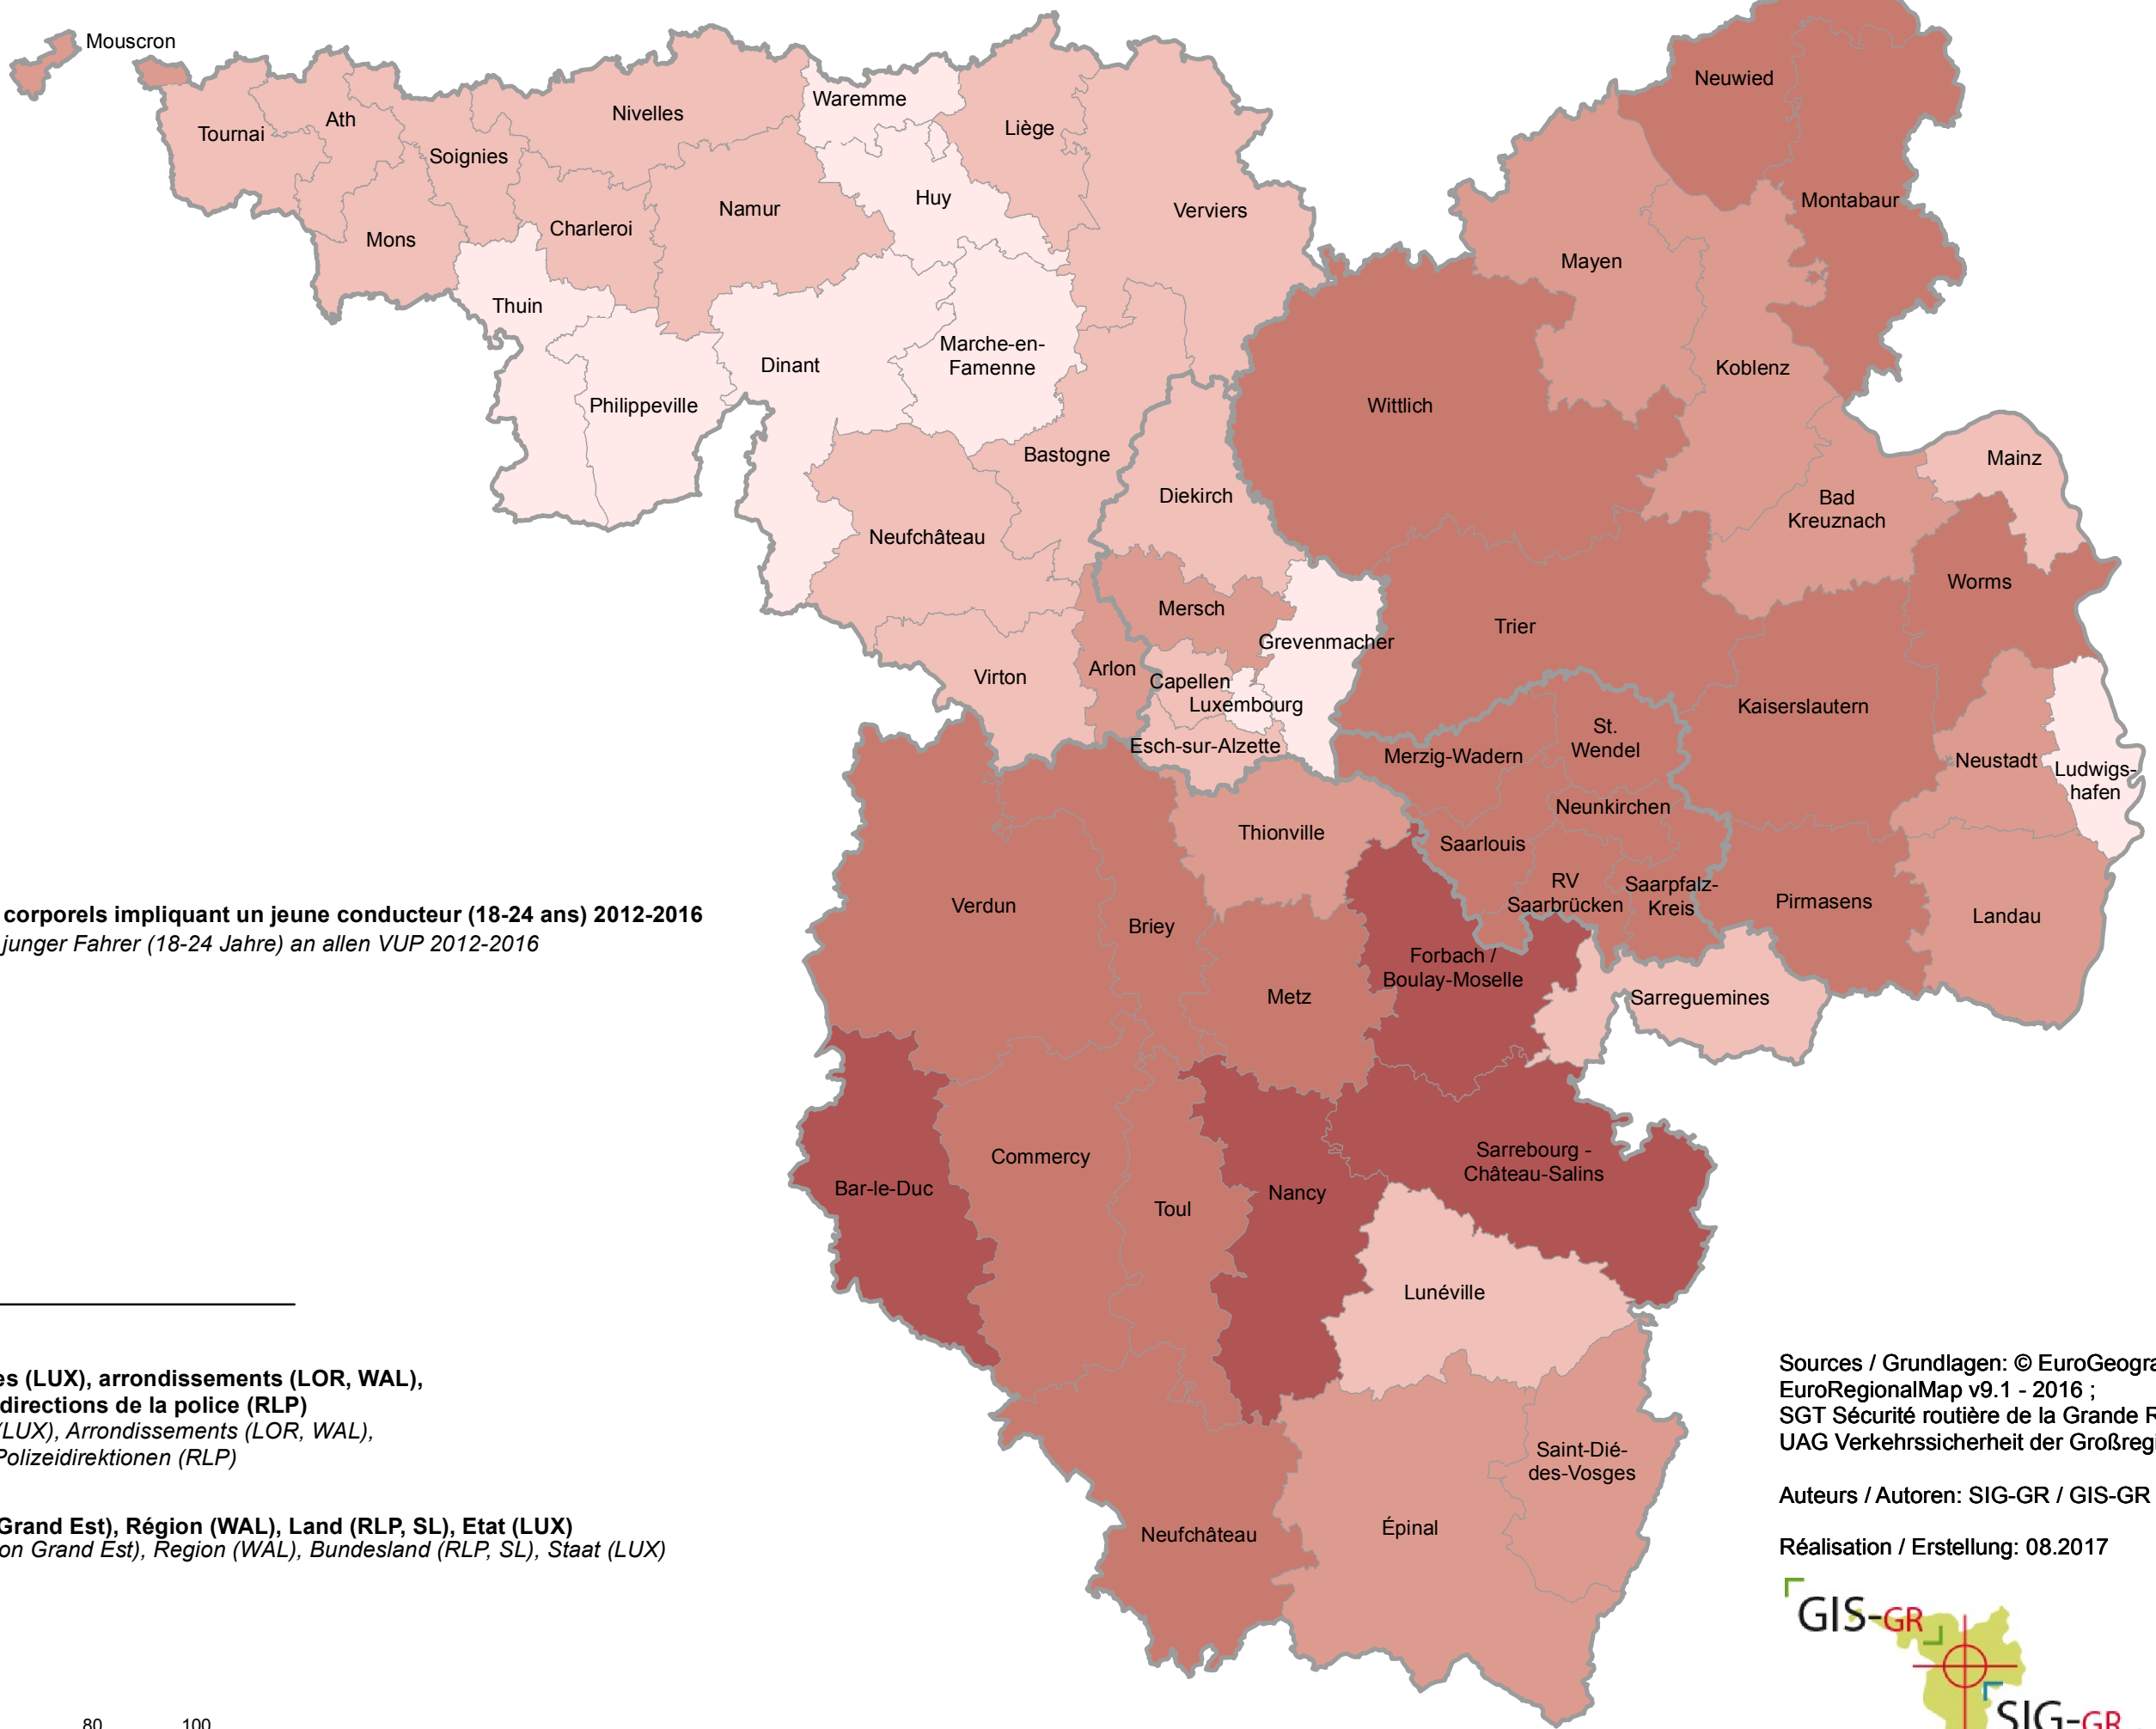 Mouscron
Tournai
Ath
Soignies
Mons
Nivelles
Charleroi
Namur
Waremme
Huy
Liège
Verviers
Thuin
Philippeville
Dinant
Marche-en-
Famenne
Bastogne
Neufchâteau
Virton
Arlon
Diekirch
Mersch
Grevenmacher
Capellen
Luxembourg
Esch-sur-Alzette
Neuwied
Montabaur
Mayen
Koblenz
Wittlich
Mainz
Bad
Kreuznach
Worms
Trier
Kaiserslautern
Neustadt
Ludwigs-
hafen
Landau
Pirmasens
Merzig-Wadern
St.
Wendel
Neunkirchen
Saarlouis
RV
Saarbrücken
Saarpfalz-
Kreis
Thionville
Verdun
Briey
Metz
Forbach /
Boulay-Moselle
Sarreguemines
Bar-le-Duc
Commercy
Toul
Nancy
Sarrebourg -
Château-Salins
Lunéville
Neufchâteau
Épinal
Saint-Dié-
des-Vosges
corporels impliquant un jeune conducteur (18-24 ans) 2012-2016
junger Fahrer (18-24 Jahre) an allen VUP 2012-2016
es (LUX), arrondissements (LOR, WAL),
directions de la police (RLP)
(LUX), Arrondissements (LOR, WAL),
Polizeidirektionen (RLP)
Grand Est), Région (WAL), Land (RLP, SL), Etat (LUX)
on Grand Est), Region (WAL), Bundesland (RLP, SL), Staat (LUX)
80 100
Sources / Grundlagen: © EuroGeogra
EuroRegionalMap v9.1 - 2016 ;
SGT Sécurité routière de la Grande R
UAG Verkehrssicherheit der Großregi
Auteurs / Autoren: SIG-GR / GIS-GR
Réalisation / Erstellung: 08.2017
GIS-GR
SIG-GR